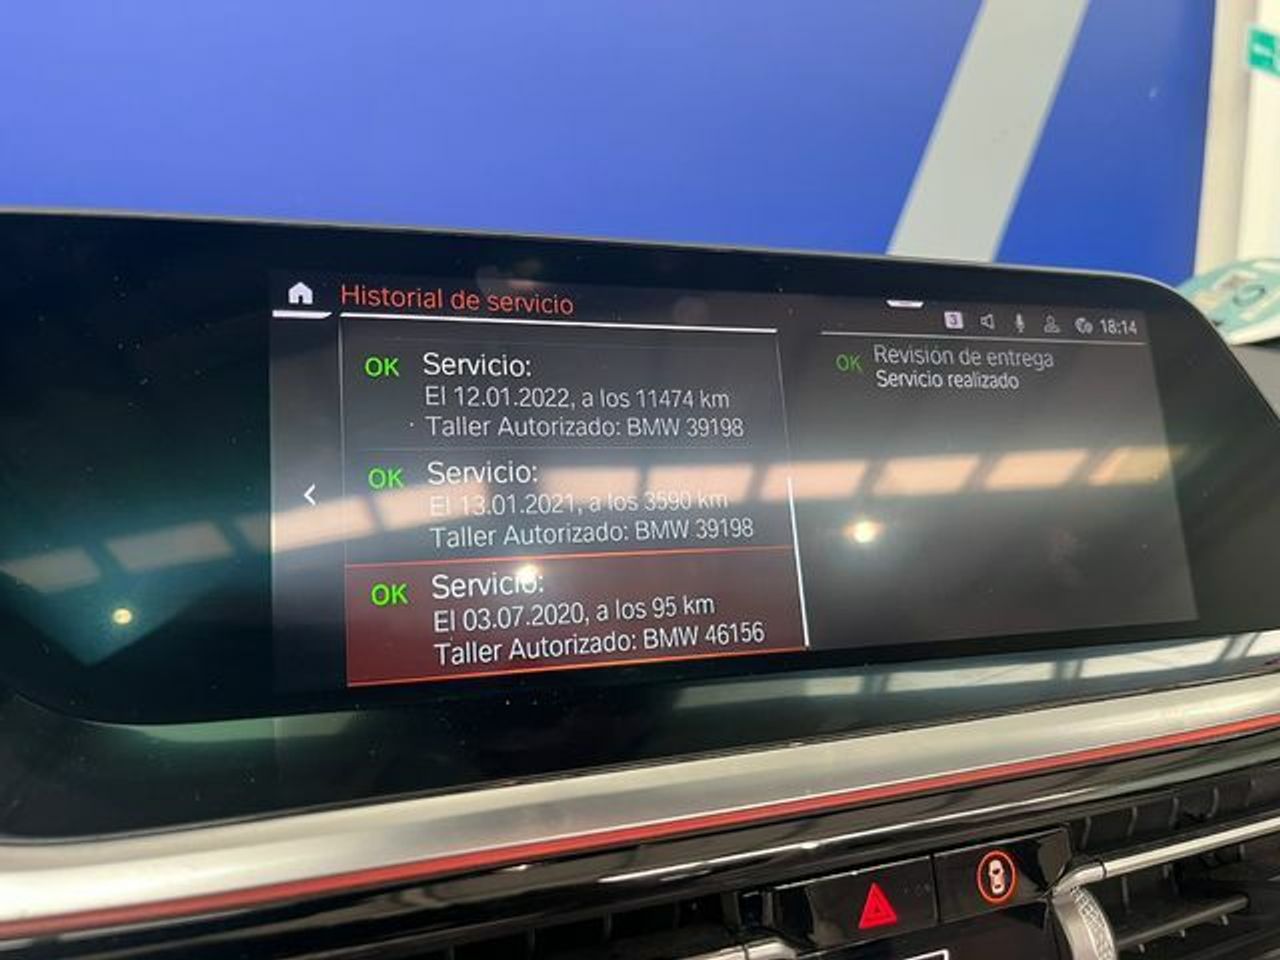 Historial de servicio
3 18:14
OK Servicio:
El 12.01.2022, a los 11474 km
Taller Autorizado: BMW 39198
OK Servicio:
El 13.01.2021, a los 3590 km
Taller Autorizado: BMW 39198
OK Servicio:
El 03.07.2020, a los 95 km
Taller Autorizado: BMW 46156
OK Revisión de entrega
Servicio realizado